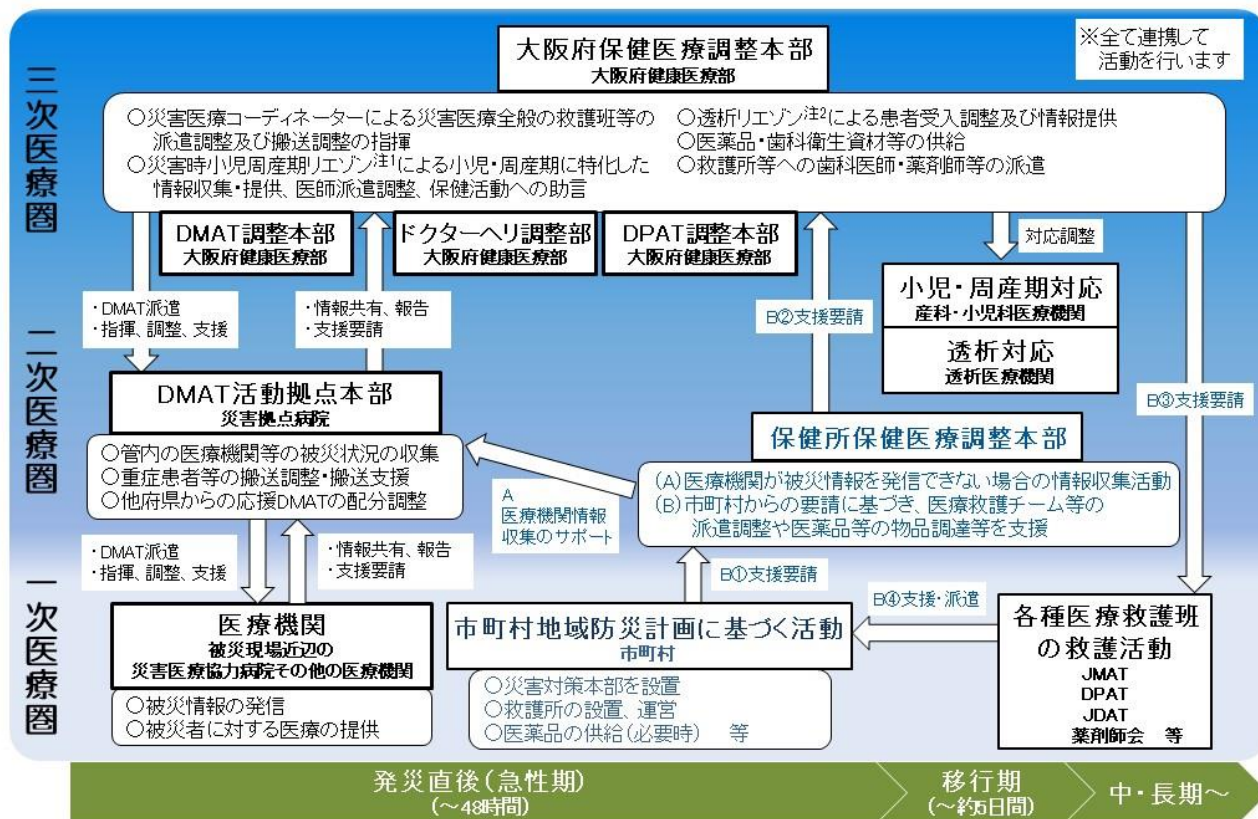 大阪府保健医療調整本部
大阪府健康医療部
※全て連携して
活動を行います
三次医療圏
○災害医療コーディネーターによる災害医療全般の救護班等の
派遣調整及び搬送調整の指揮
○災害時小児周産期リエゾン注1による小児・周産期に特化した
情報収集・提供、医師派遣調整、保健活動への助言
○透析リエゾン注2による患者受入調整及び情報提供
○医薬品・歯科衛生資材等の供給
○救護所等への歯科医師・薬剤師等の派遣
DMAT調整本部
大阪府健康医療部
ドクターヘリ調整部
大阪府健康医療部
DPAT調整本部
大阪府健康医療部
対応調整
・DMAT派遣
・指揮、調整、支援
・情報共有、報告
・支援要請
B②支援要請
小児・周産期対応
産科・小児科医療機関
透析対応
透析医療機関
B③支援要請
二次医療圏
DMAT活動拠点本部
災害拠点病院
○管内の医療機関等の被災状況の収集
○重症患者等の搬送調整・搬送支援
○他府県からの応援DMATの配分調整
保健所保健医療調整本部
(A)医療機関が被災情報を発信できない場合の情報収集活動
(B)市町村からの要請に基づき、医療救護チーム等の
派遣調整や医薬品等の物品調達等を支援
A
医療機関情報
収集のサポート
・DMAT派遣
・指揮、調整、支援
・情報共有、報告
・支援要請
B①支援要請
B④支援・派遣
一次医療圏
医療機関
被災現場近辺の
災害医療協力病院その他の医療機関
○被災情報の発信
○被災者に対する医療の提供
市町村地域防災計画に基づく活動
市町村
○災害対策本部を設置
○救護所の設置、運営
○医薬品の供給(必要時) 等
各種医療救護班
の救護活動
JMAT
DPAT
JDAT
薬剤師会 等
発災直後(急性期)
(～48時間)
移行期
(～約5日間)
中・長期～